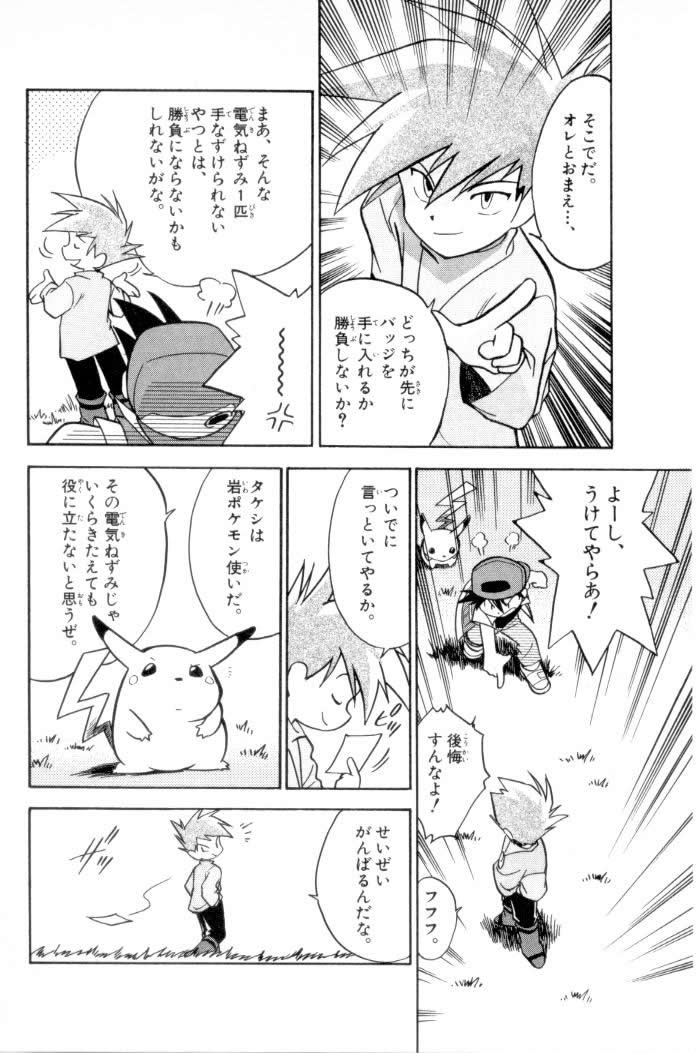 そこでだ。
オレとおまえ…、
どっちが先に
バッジを
手に入れるか
勝負しないか？
まあ、そんな
電気ねずみ１匹
手なずけられない
やつとは、
勝負にならないかも
しれないがな。
よーし、
うけてやらあ！
後悔
すんなよ！
フフフ。
ついでに
言っといてやるか。
ピッ
タケシは
岩ポケモン使いだ。
その電気ねずみじゃ
いくらきたえても
役に立たないと思うぜ。
せいぜい
がんばるんだな。